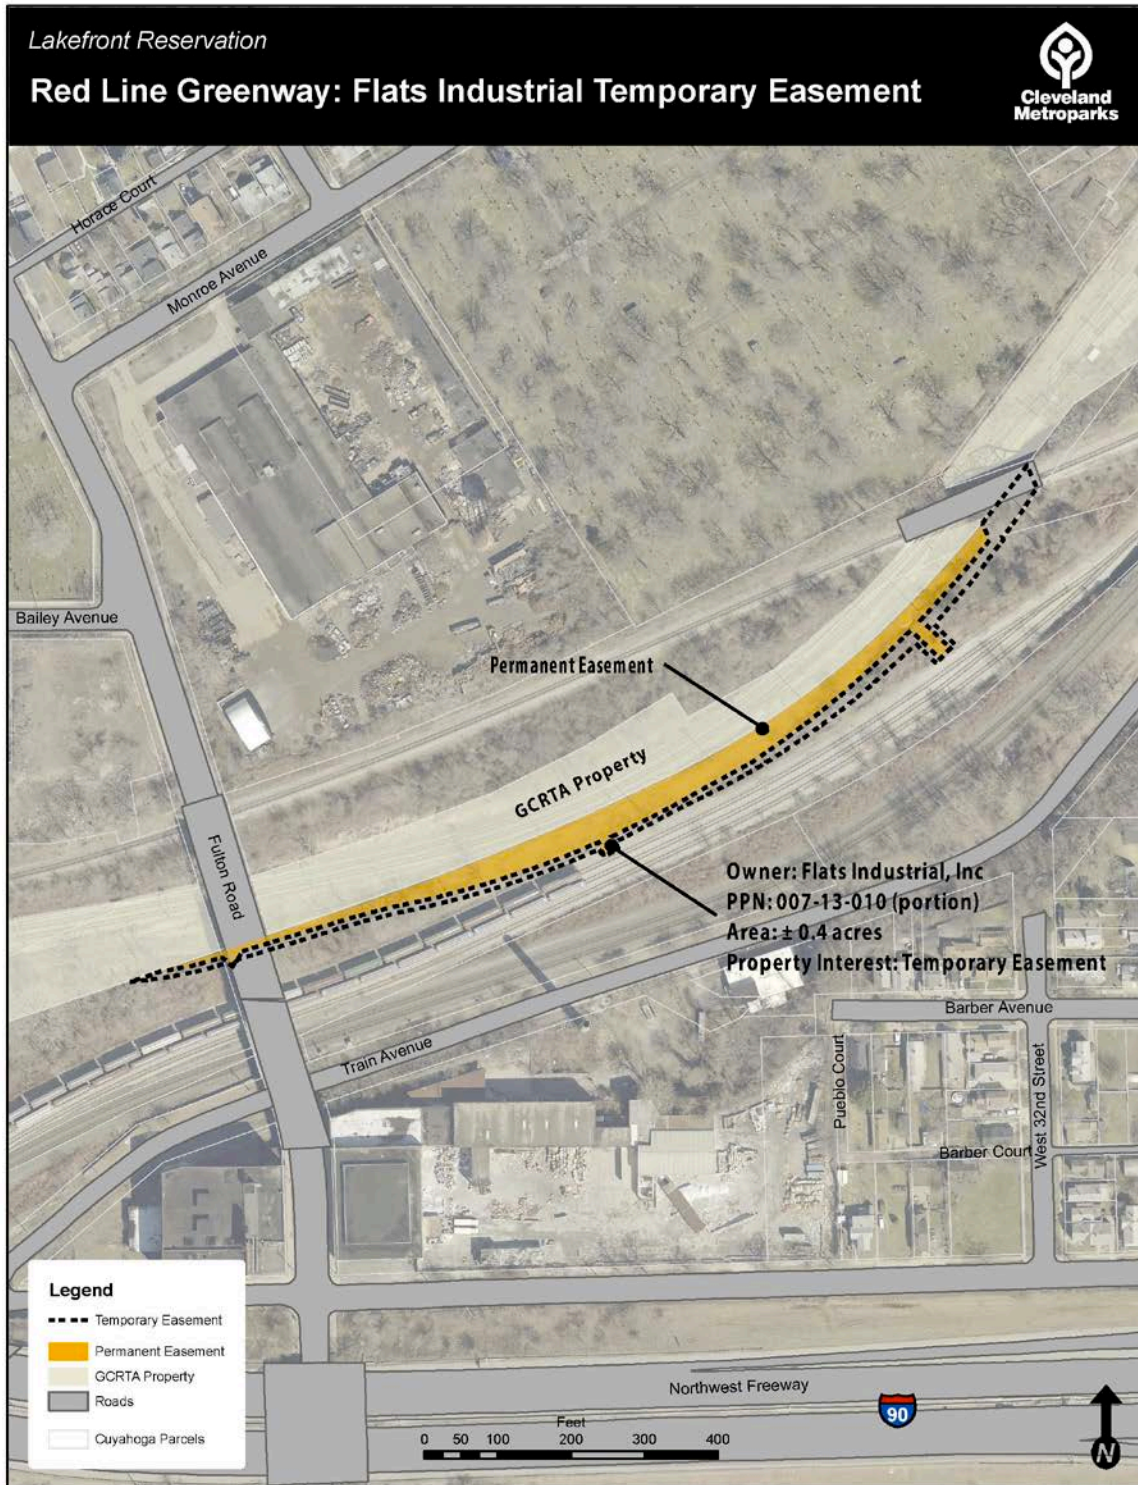 Lakefront Reservation
Red Line Greenway: Flats Industrial Temporary Easement
Cleveland
Metroparks
Horace Court
Monroe Avenue
Bailey Avenue
Permanent Easement
GCRTA Property
Fulton Road
Owner: Flats Industrial, Inc
PPN: 007-13-010 (portion)
Area: ± 0.4 acres
Property Interest: Temporary Easement
Barber Avenue
Train Avenue
Pueblo Court
West 32nd Street
Barber Court
Legend
Temporary Easement
Permanent Easement
GCRTA Property
Roads
Cuyahoga Parcels
Northwest Freeway
90
Feet
0 50 100 200 300 400
N